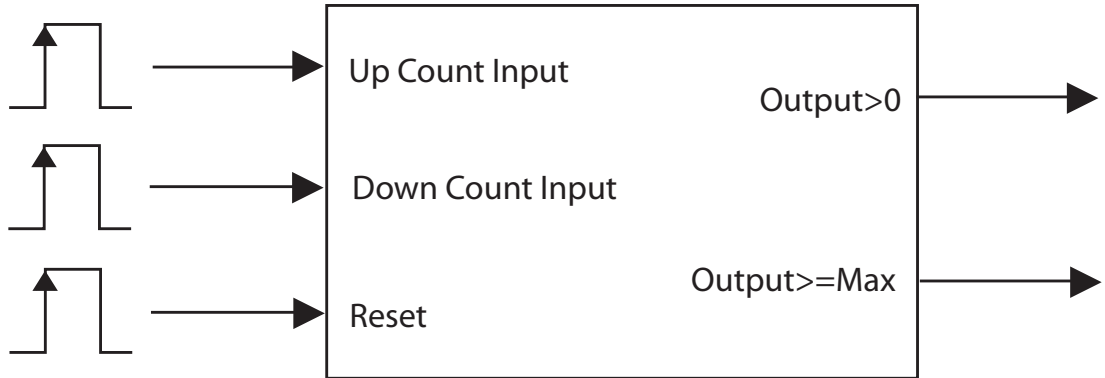 Up Count Input
Output>0
Down Count Input
Output>=Max
Reset